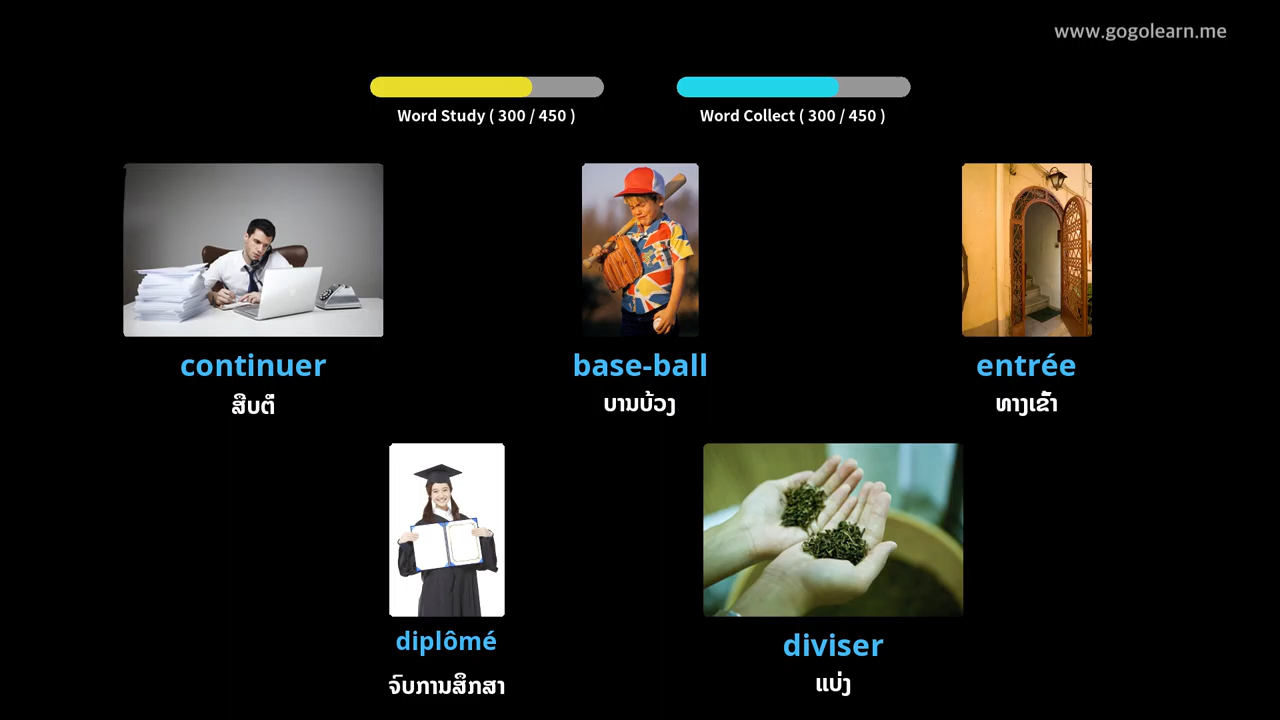 www.gogolearn.me
Word Study ( 300 / 450 )
Word Collect ( 300 / 450 )
continuer
ສືບຕໍ່
base-ball
ບານບ້ວງ
entrée
ທາງເຂົ້າ
diplômé
ຈົບການສຶກສາ
diviser
ແບ່ງ